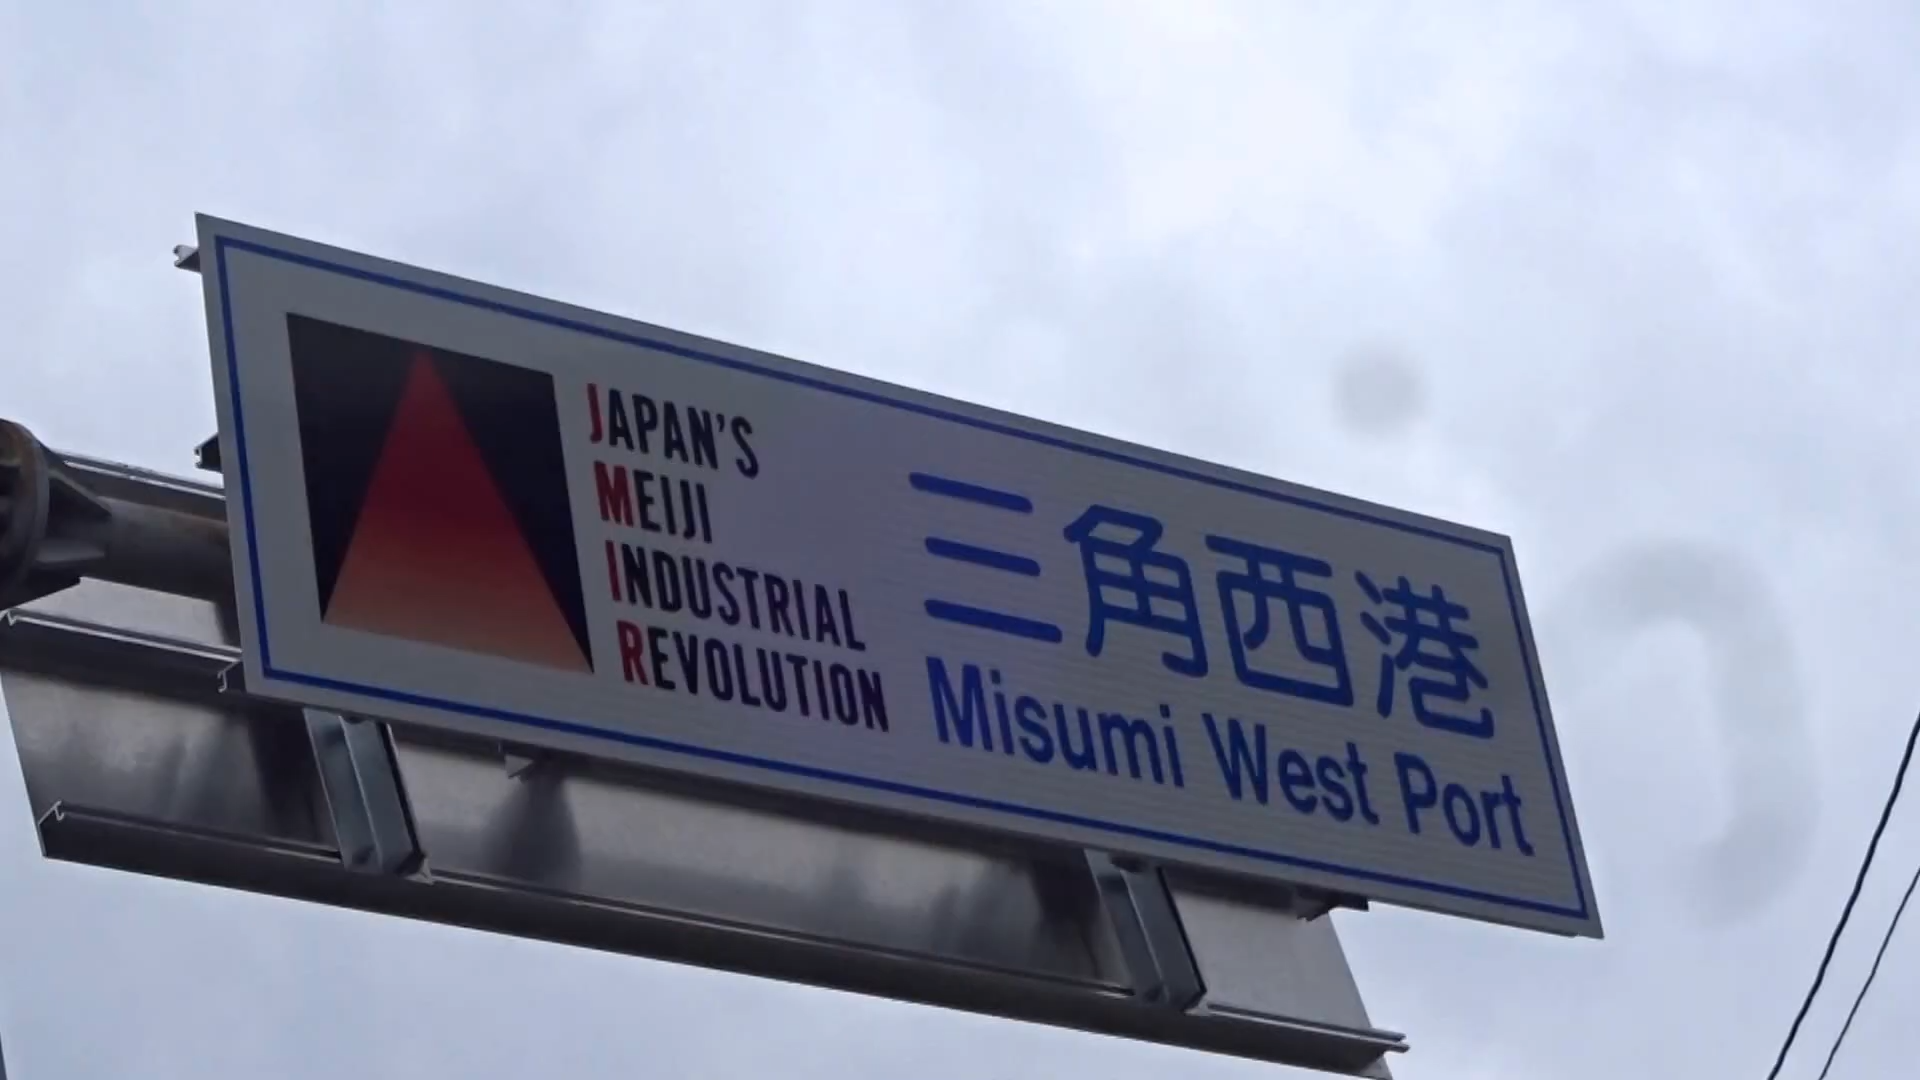 JAPAN'S
MEIJI
INDUSTRIAL
REVOLUTION
三角西港
Misumi West Port